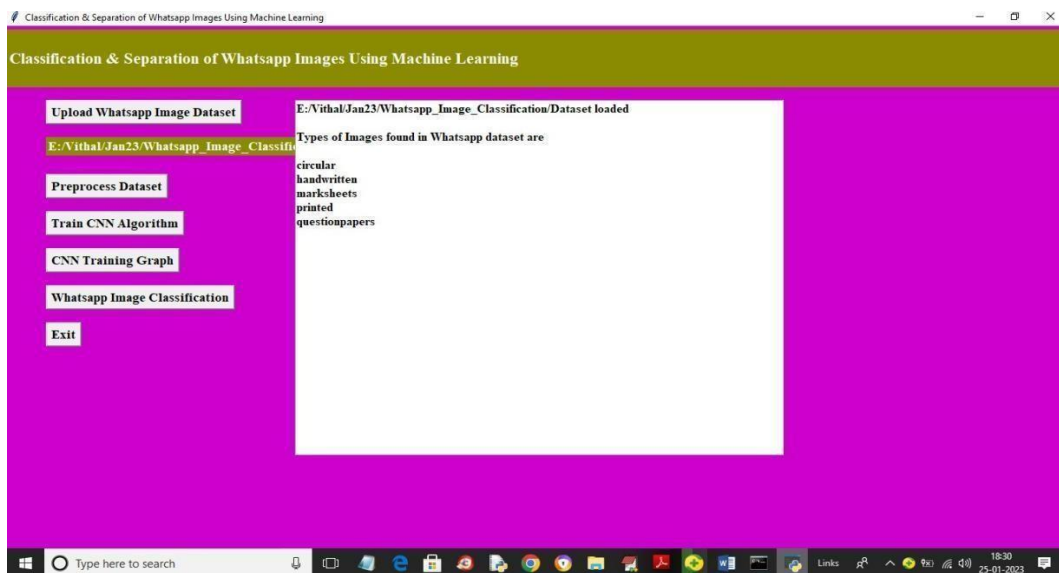 Classification & Separation of Whatsapp Images Using Machine Learning
Classification & Separation of Whatsapp Images Using Machine Learning
Upload Whatsapp Image Dataset
E:/Vithal/Jan23/Whatsapp_Image_Classifi
Preprocess Dataset
Train CNN Algorithm
CNN Training Graph
Whatsapp Image Classification
Exit
E:/Vithal/Jan23/Whatsapp_Image_Classification/Dataset loaded
Types of Images found in Whatsapp dataset are
circular
handwritten
marksheets
printed
questionpapers
Type here to search
Links
18:30
25-01-2023